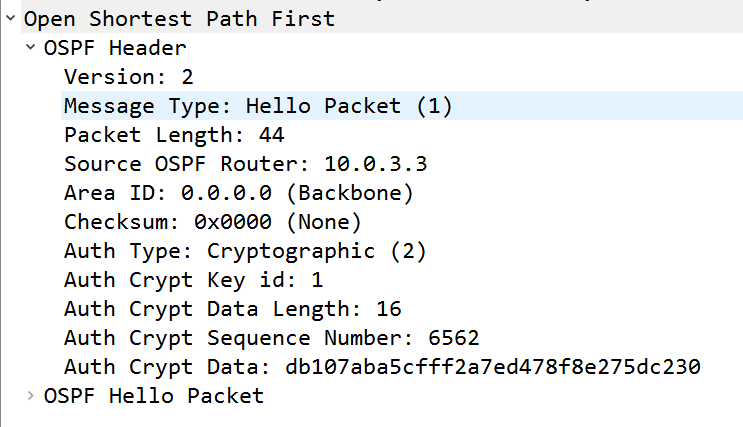 Open Shortest Path First
OSPF Header
Version: 2
Message Type: Hello Packet (1)
Packet Length: 44
Source OSPF Router: 10.0.3.3
Area ID: 0.0.0.0 (Backbone)
Checksum: 0x0000 (None)
Auth Type: Cryptographic (2)
Auth Crypt Key id: 1
Auth Crypt Data Length: 16
Auth Crypt Sequence Number: 6562
Auth Crypt Data: db107aba5cfff2a7ed478f8e275dc230
OSPF Hello Packet